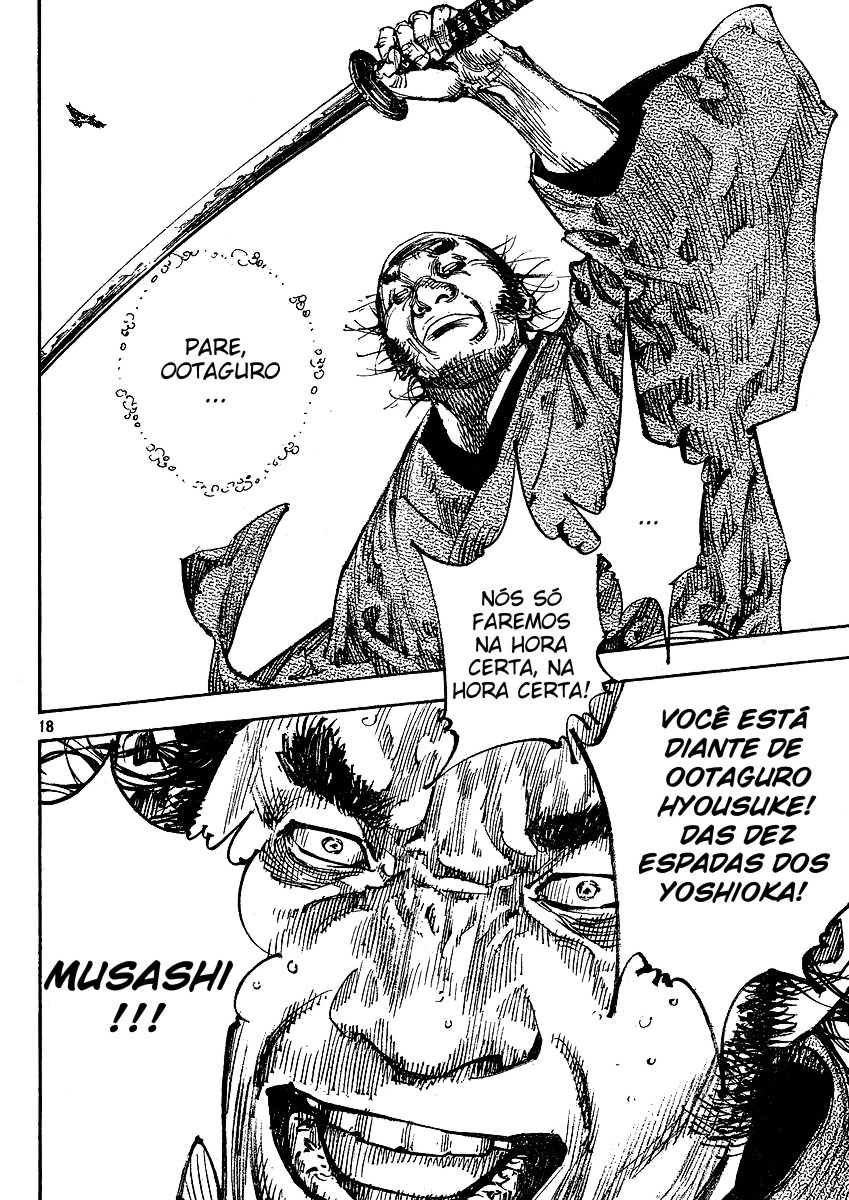 PARE,
OOTAGURO
...
...
NÓS SÓ
FAREMOS
NA HORA
CERTA, NA
HORA CERTA!
18
VOCÊ ESTÁ
DIANTE DE
OOTAGURO
HYOUSUKE!
DAS DEZ
ESPADAS DOS
YOSHIOKA!
MUSASHI
!!!